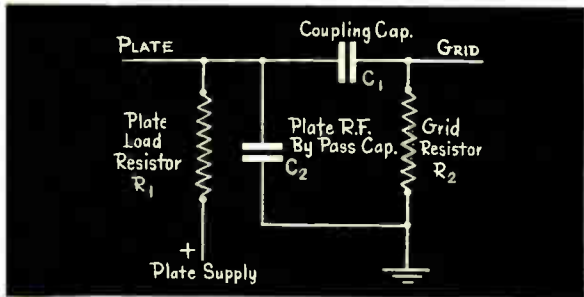 Coupling Cap.
PLATE
GRID
C1
Plate
Load
Resistor
R1
Plate R.F.
By Pass Cap.
C2
Grid
Resistor
R2
+
Plate Supply